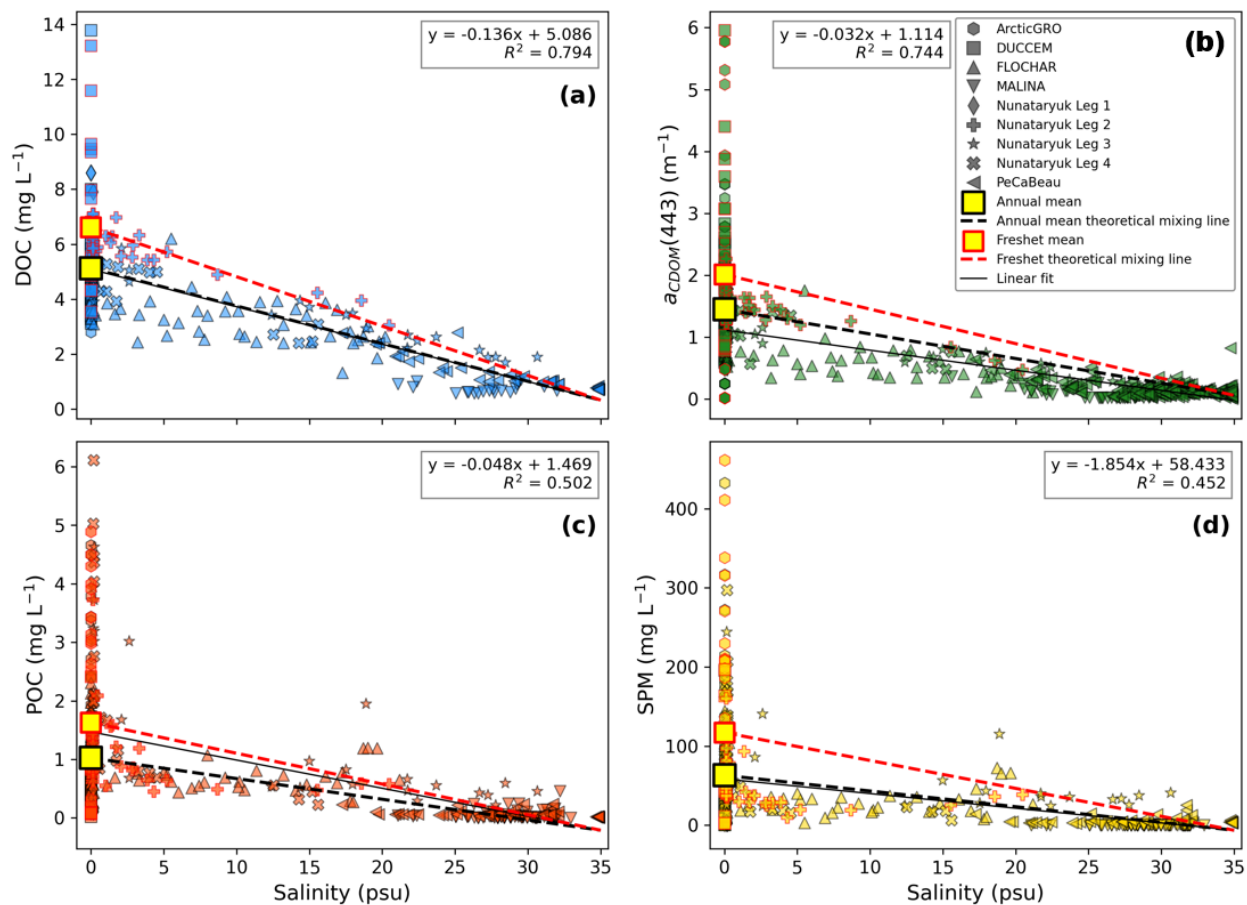 y = -0.136x + 5.086
R² = 0.794
(a)
DOC (mg L⁻¹)
14
12
10
8
6
4
2
0
y = -0.032x + 1.114
R² = 0.744
(b)
ArcticGRO
DUCCEM
FLOCHAR
MALINA
Nunataryuk Leg 1
Nunataryuk Leg 2
Nunataryuk Leg 3
Nunataryuk Leg 4
PeCaBeau
Annual mean
Annual mean theoretical mixing line
Freshet mean
Freshet theoretical mixing line
Linear fit
a_CDOM(443) (m⁻¹)
6
5
4
3
2
1
0
y = -0.048x + 1.469
R² = 0.502
(c)
POC (mg L⁻¹)
6
5
4
3
2
1
0
0 5 10 15 20 25 30 35
Salinity (psu)
y = -1.854x + 58.433
R² = 0.452
(d)
SPM (mg L⁻¹)
400
300
200
100
0
0 5 10 15 20 25 30 35
Salinity (psu)